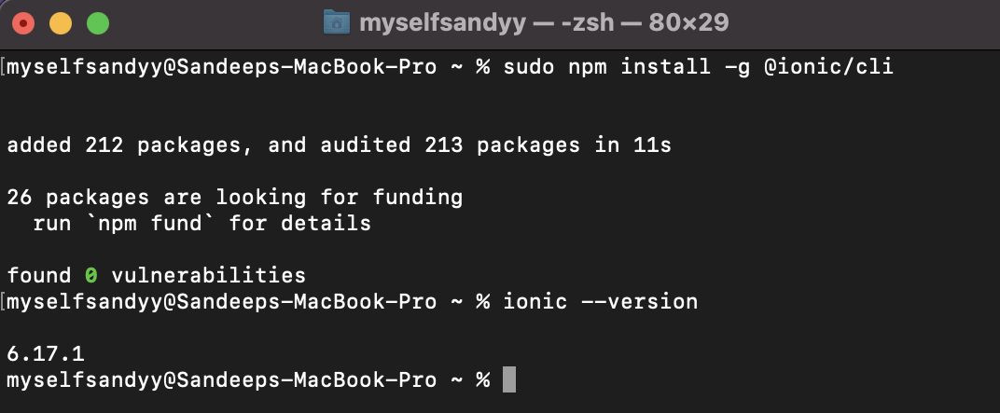 myselfsandyy — -zsh — 80×29
[myselfsandyy@Sandeeps-MacBook-Pro ~ % sudo npm install -g @ionic/cli
added 212 packages, and audited 213 packages in 11s
26 packages are looking for funding
  run `npm fund` for details
found 0 vulnerabilities
[myselfsandyy@Sandeeps-MacBook-Pro ~ % ionic --version
6.17.1
myselfsandyy@Sandeeps-MacBook-Pro ~ %